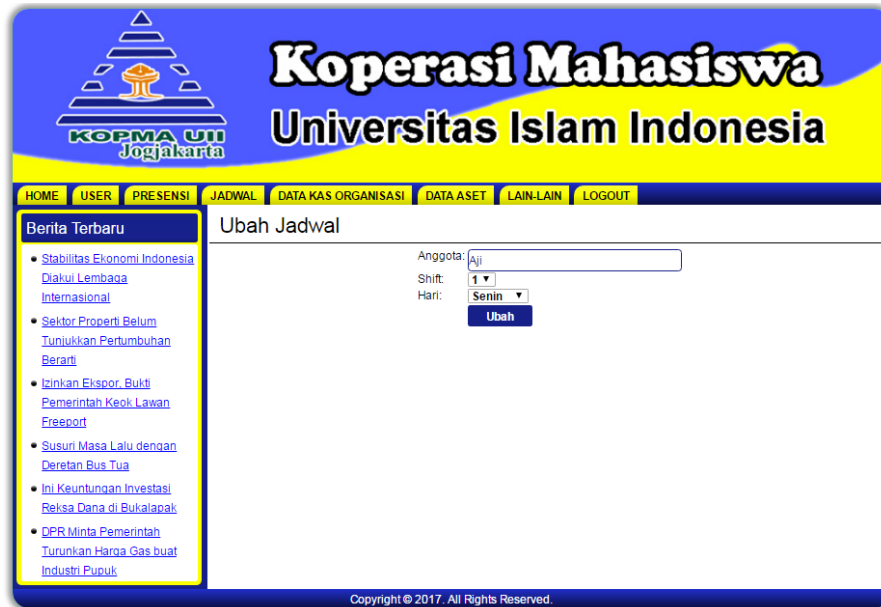 KOPMA UII
Jogjakarta
Koperasi Mahasiswa
Universitas Islam Indonesia
HOME USER PRESENSI JADWAL DATA KAS ORGANISASI DATA ASET LAIN-LAIN LOGOUT
Berita Terbaru
Stabilitas Ekonomi Indonesia
Diakui Lembaga
Internasional
Sektor Properti Belum
Tunjukkan Pertumbuhan
Berarti
Izinkan Ekspor, Bukti
Pemerintah Keok Lawan
Freeport
Susuri Masa Lalu dengan
Deretan Bus Tua
Ini Keuntungan Investasi
Reksa Dana di Bukalapak
DPR Minta Pemerintah
Turunkan Harga Gas buat
Industri Pupuk
Ubah Jadwal
Anggota: Aji
Shift: 1
Hari: Senin
Ubah
Copyright © 2017. All Rights Reserved.